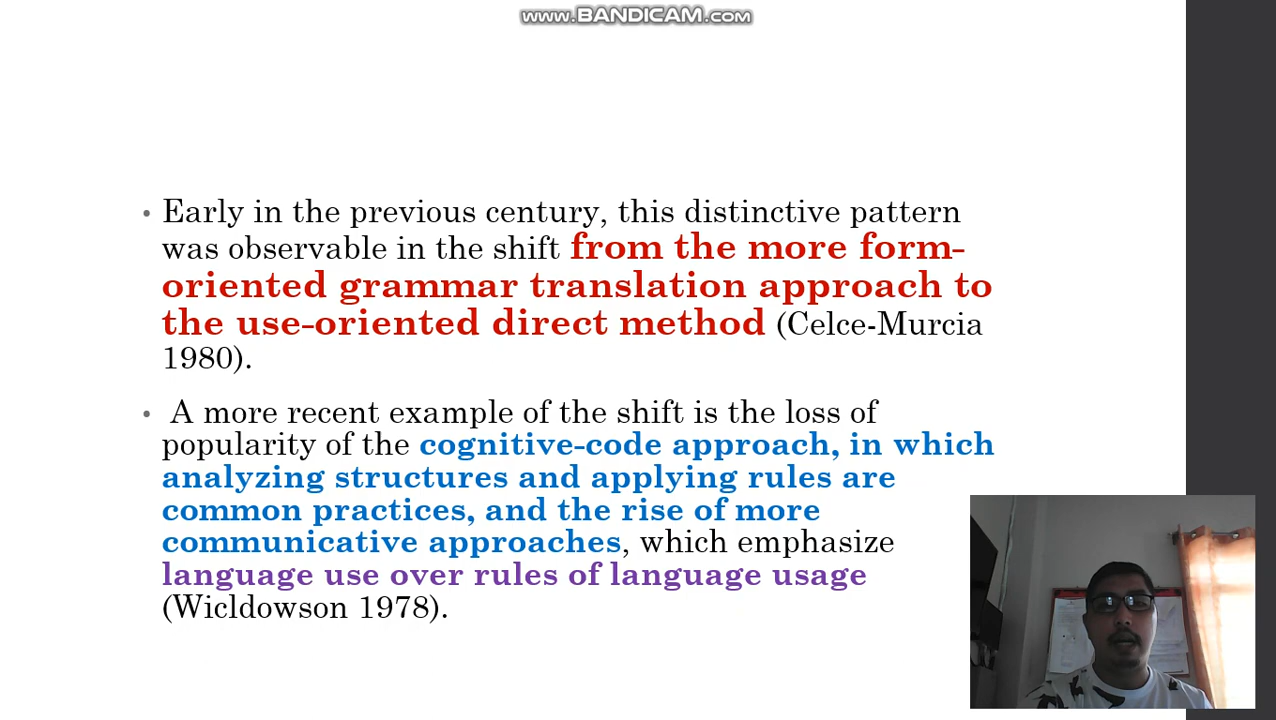 www.BANDICAM.com
• Early in the previous century, this distinctive pattern
was observable in the shift from the more form-
oriented grammar translation approach to
the use-oriented direct method (Celce-Murcia
1980).
• A more recent example of the shift is the loss of
popularity of the cognitive-code approach, in which
analyzing structures and applying rules are
common practices, and the rise of more
communicative approaches, which emphasize
language use over rules of language usage
(Wicldowson 1978).